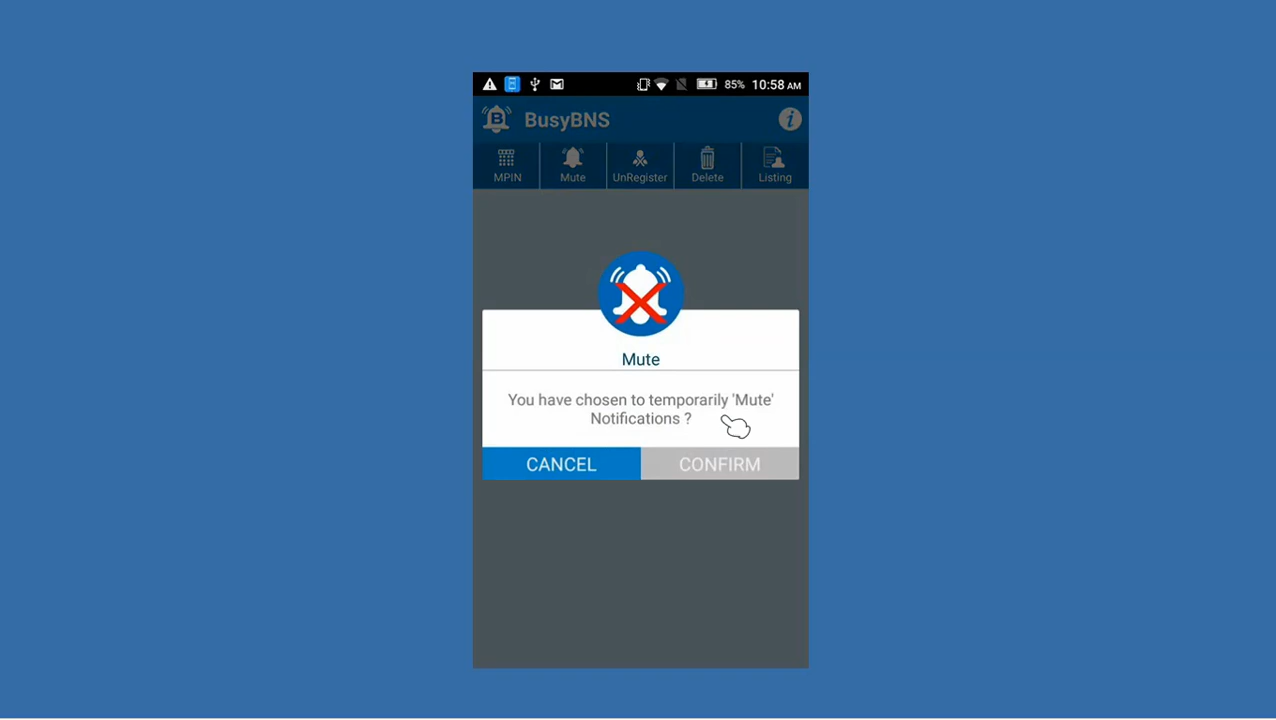 85% 10:58 AM
BusyBNS
MPIN Mute UnRegister Delete Listing
Mute
You have chosen to temporarily 'Mute'
Notifications ?
CANCEL CONFIRM